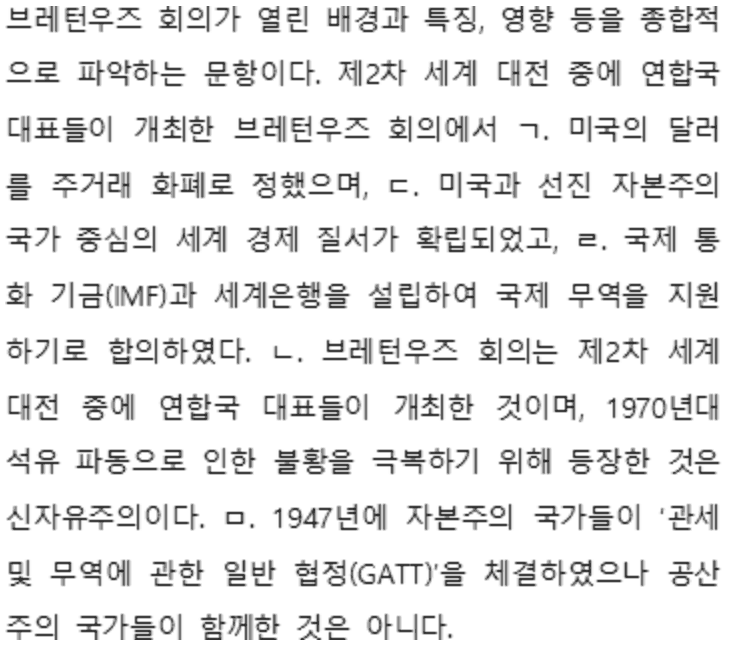 브레턴우즈 회의가 열린 배경과 특징, 영향 등을 종합적
으로 파악하는 문항이다. 제2차 세계 대전 중에 연합국
대표들이 개최한 브레턴우즈 회의에서 ㄱ. 미국의 달러
를 주거래 화폐로 정했으며, ㄷ. 미국과 선진 자본주의
국가 중심의 세계 경제 질서가 확립되었고, ㄹ. 국제 통
화 기금(IMF)과 세계은행을 설립하여 국제 무역을 지원
하기로 합의하였다. ㄴ. 브레턴우즈 회의는 제2차 세계
대전 중에 연합국 대표들이 개최한 것이며, 1970년대
석유 파동으로 인한 불황을 극복하기 위해 등장한 것은
신자유주의이다. ㅁ. 1947년에 자본주의 국가들이 '관세
및 무역에 관한 일반 협정(GATT)'을 체결하였으나 공산
주의 국가들이 함께한 것은 아니다.